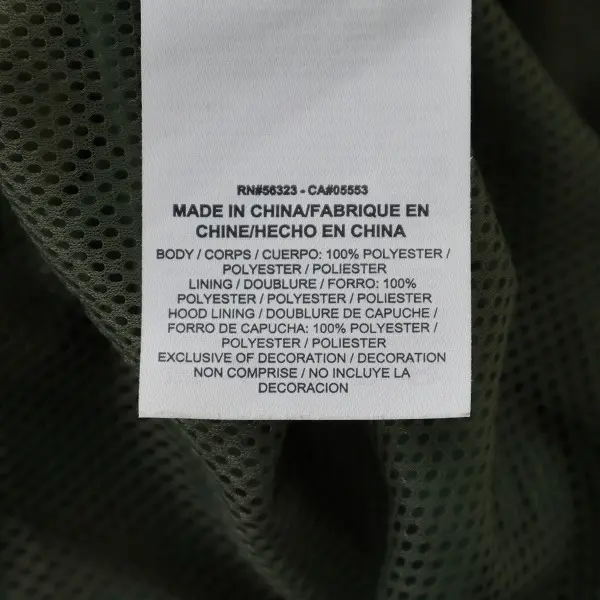 RN#56323 - CA#05553
MADE IN CHINA/FABRIQUE EN
CHINE/HECHO EN CHINA
BODY / CORPS / CUERPO: 100% POLYESTER /
POLYESTER / POLIESTER
LINING / DOUBLURE / FORRO: 100%
POLYESTER / POLYESTER / POLIESTER
HOOD LINING / DOUBLURE DE CAPUCHE /
FORRO DE CAPUCHA: 100% POLYESTER /
POLYESTER / POLIESTER
EXCLUSIVE OF DECORATION / DECORATION
NON COMPRISE / NO INCLUYE LA
DECORACION